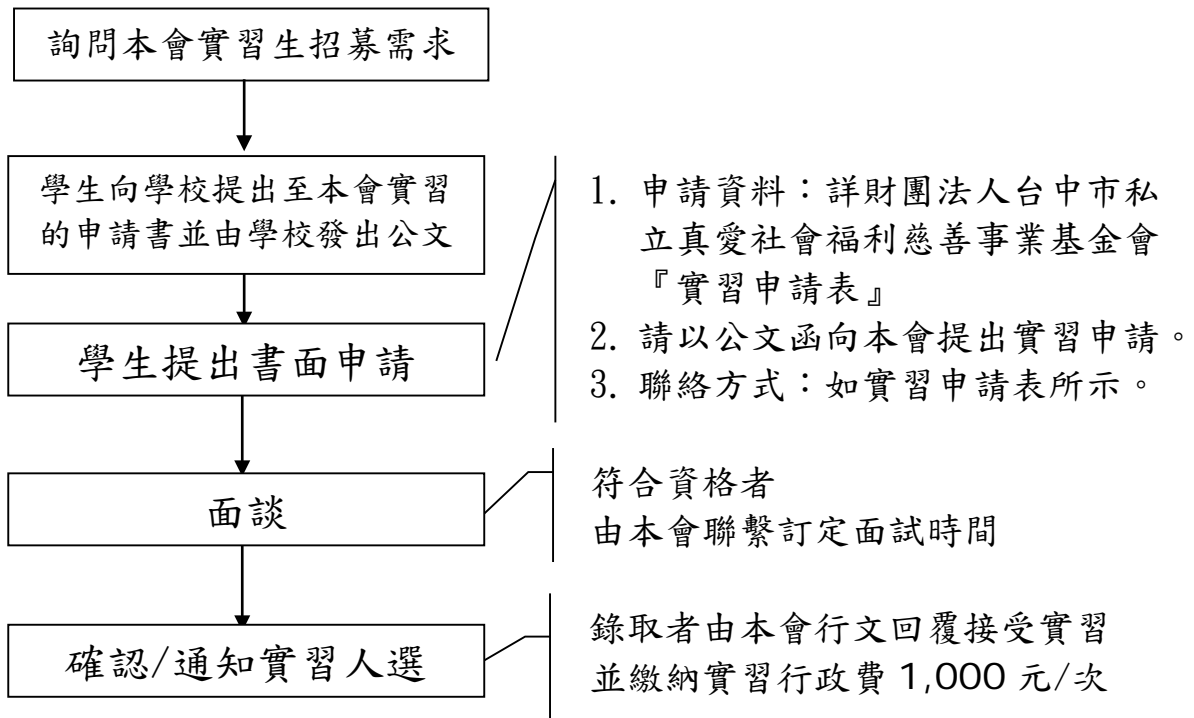 詢問本會實習生招募需求
學生向學校提出至本會實習
的申請書並由學校發出公文
1. 申請資料：詳財團法人台中市私
立真愛社會福利慈善事業基金會
『實習申請表』
2. 請以公文函向本會提出實習申請。
3. 聯絡方式：如實習申請表所示。
學生提出書面申請
面談
符合資格者
由本會聯繫訂定面試時間
確認/通知實習人選
錄取者由本會行文回覆接受實習
並繳納實習行政費 1,000 元/次